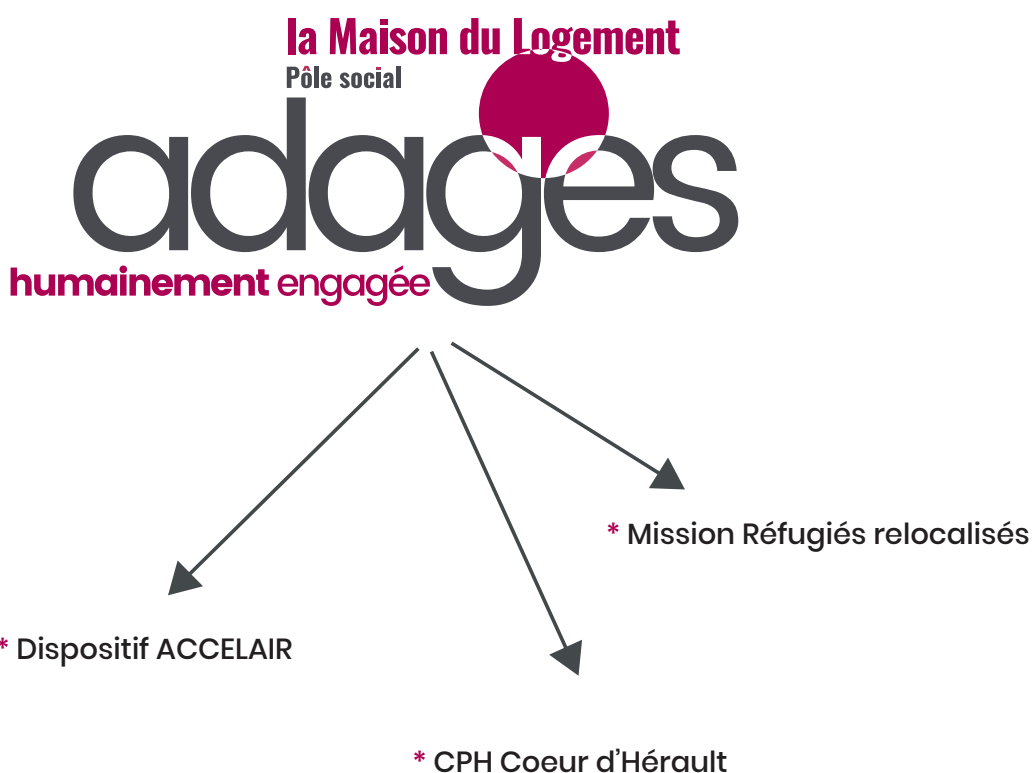 la Maison du Logement
Pôle social
adages
humainement engagée
* Mission Réfugiés relocalisés
* Dispositif ACCELAIR
* CPH Coeur d’Hérault